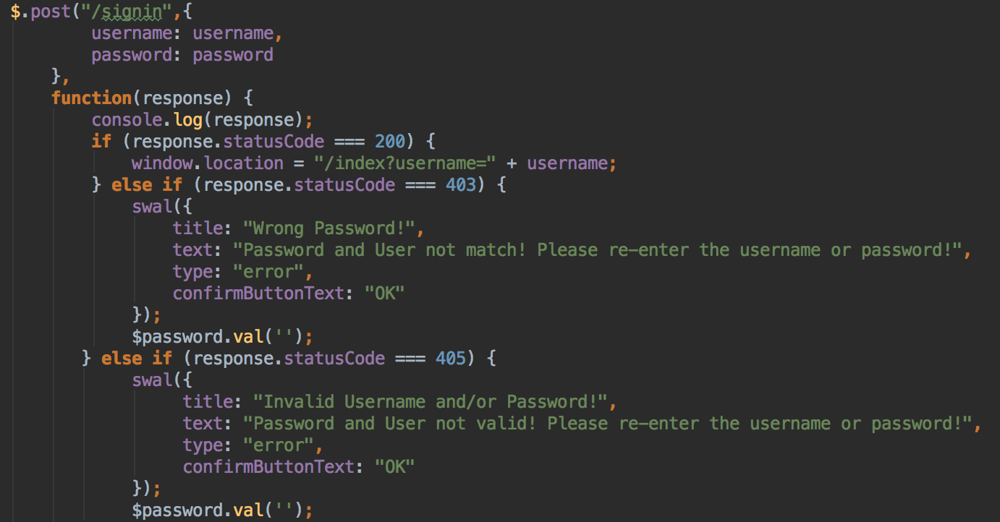 $.post("/signin",{
username: username,
password: password
},
function(response) {
console.log(response);
if (response.statusCode === 200) {
window.location = "/index?username=" + username;
} else if (response.statusCode === 403) {
swal({
title: "Wrong Password!",
text: "Password and User not match! Please re-enter the username or password!",
type: "error",
confirmButtonText: "OK"
});
$password.val('');
} else if (response.statusCode === 405) {
swal({
title: "Invalid Username and/or Password!",
text: "Password and User not valid! Please re-enter the username or password!",
type: "error",
confirmButtonText: "OK"
});
$password.val('');